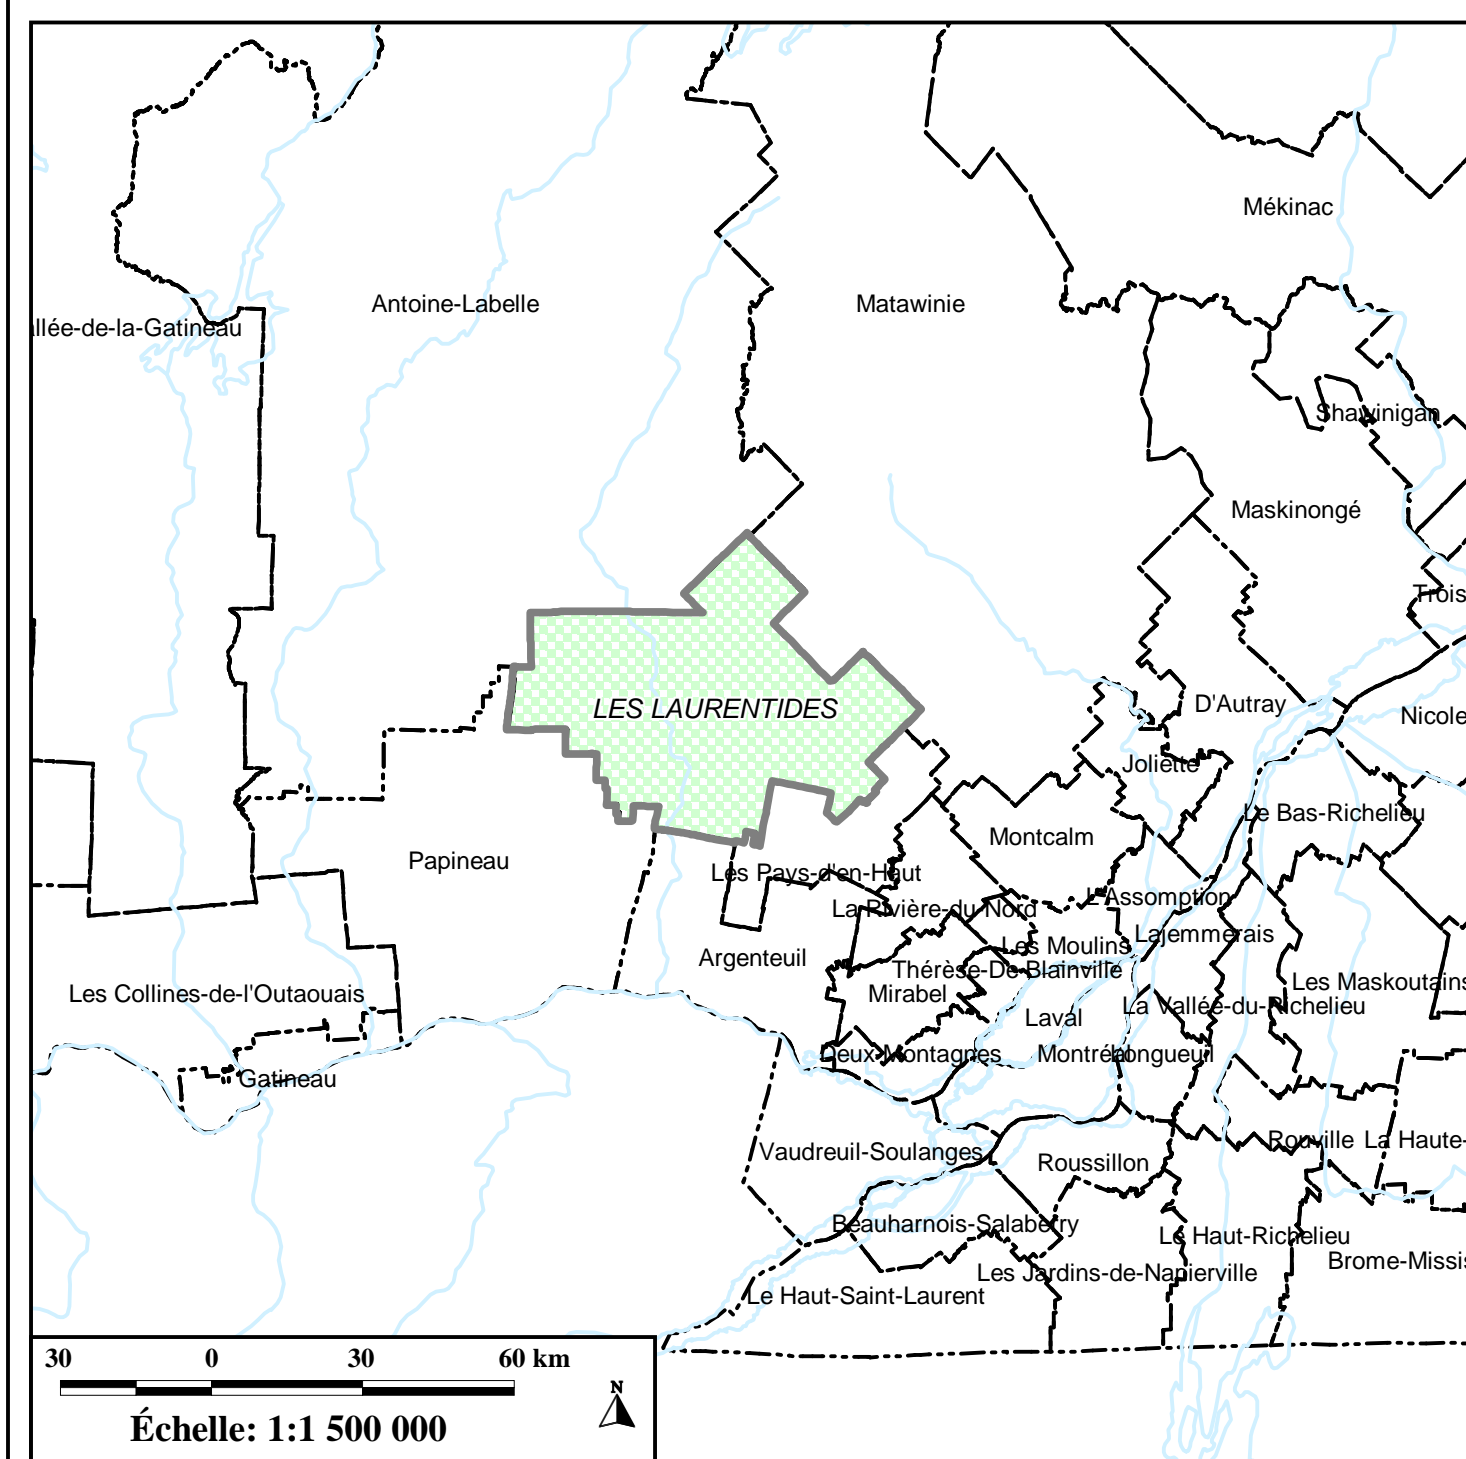 Mékinac
Antoine-Labelle
Matawinie
allée-de-la-Gatineau
Shawinigan
Maskinongé
Trois
LES LAURENTIDES
D'Autray
Nicole
Joliette
Le Bas-Richelieu
Montcalm
Papineau
Les Pays-d'en-Haut
L'Assomption
La Rivière-du-Nord
Lajemmerais
Les Moulins
Argenteuil
Thérèse-De-Blainville
Les Maskoutains
Les Collines-de-l'Outaouais
Mirabel
La Vallée-du-Richelieu
Laval
Deux-Montagnes
Montréal
Longueuil
Gatineau
Rouville
La Haute-
Vaudreuil-Soulanges
Roussillon
Beauharnois-Salaberry
Le Haut-Richelieu
Brome-Missis
Les Jardins-de-Napierville
Le Haut-Saint-Laurent
30 0 30 60 km
N
Échelle: 1:1 500 000